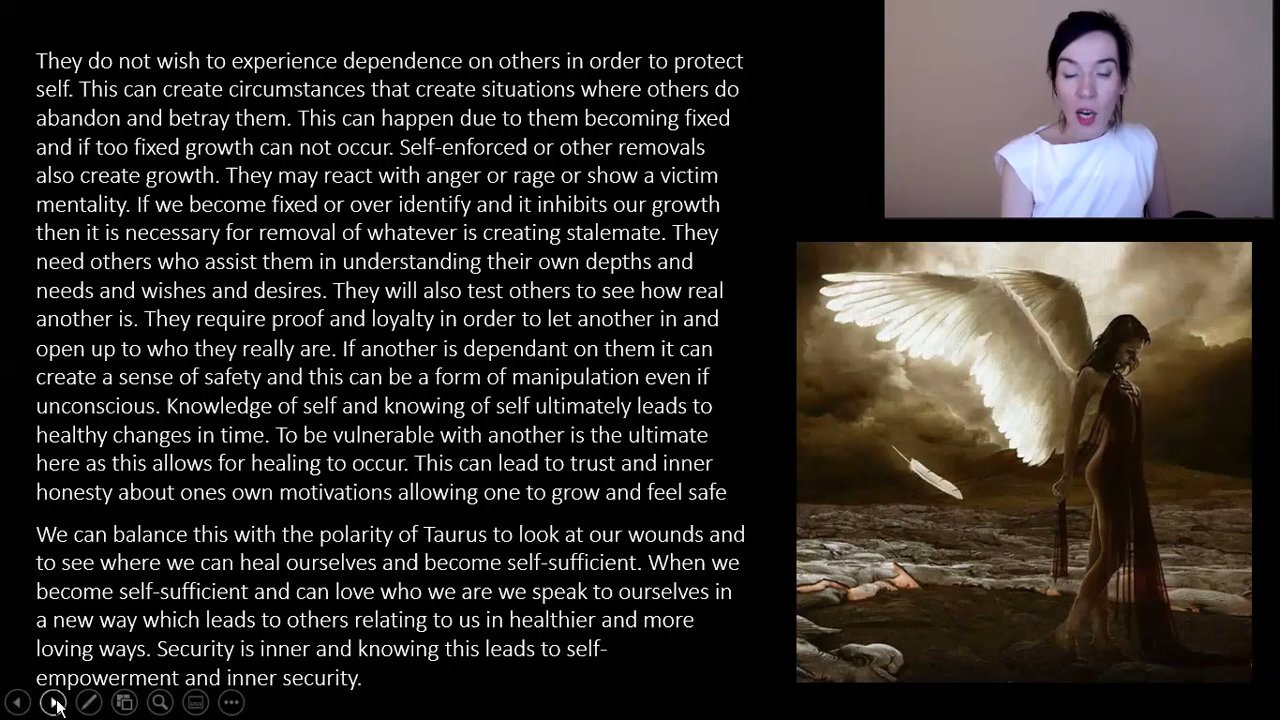 They do not wish to experience dependence on others in order to protect
self. This can create circumstances that create situations where others do
abandon and betray them. This can happen due to them becoming fixed
and if too fixed growth can not occur. Self-enforced or other removals
also create growth. They may react with anger or rage or show a victim
mentality. If we become fixed or over identify and it inhibits our growth
then it is necessary for removal of whatever is creating stalemate. They
need others who assist them in understanding their own depths and
needs and wishes and desires. They will also test others to see how real
another is. They require proof and loyalty in order to let another in and
open up to who they really are. If another is dependant on them it can
create a sense of safety and this can be a form of manipulation even if
unconscious. Knowledge of self and knowing of self ultimately leads to
healthy changes in time. To be vulnerable with another is the ultimate
here as this allows for healing to occur. This can lead to trust and inner
honesty about ones own motivations allowing one to grow and feel safe
We can balance this with the polarity of Taurus to look at our wounds and
to see where we can heal ourselves and become self-sufficient. When we
become self-sufficient and can love who we are we speak to ourselves in
a new way which leads to others relating to us in healthier and more
loving ways. Security is inner and knowing this leads to self-
empowerment and inner security.